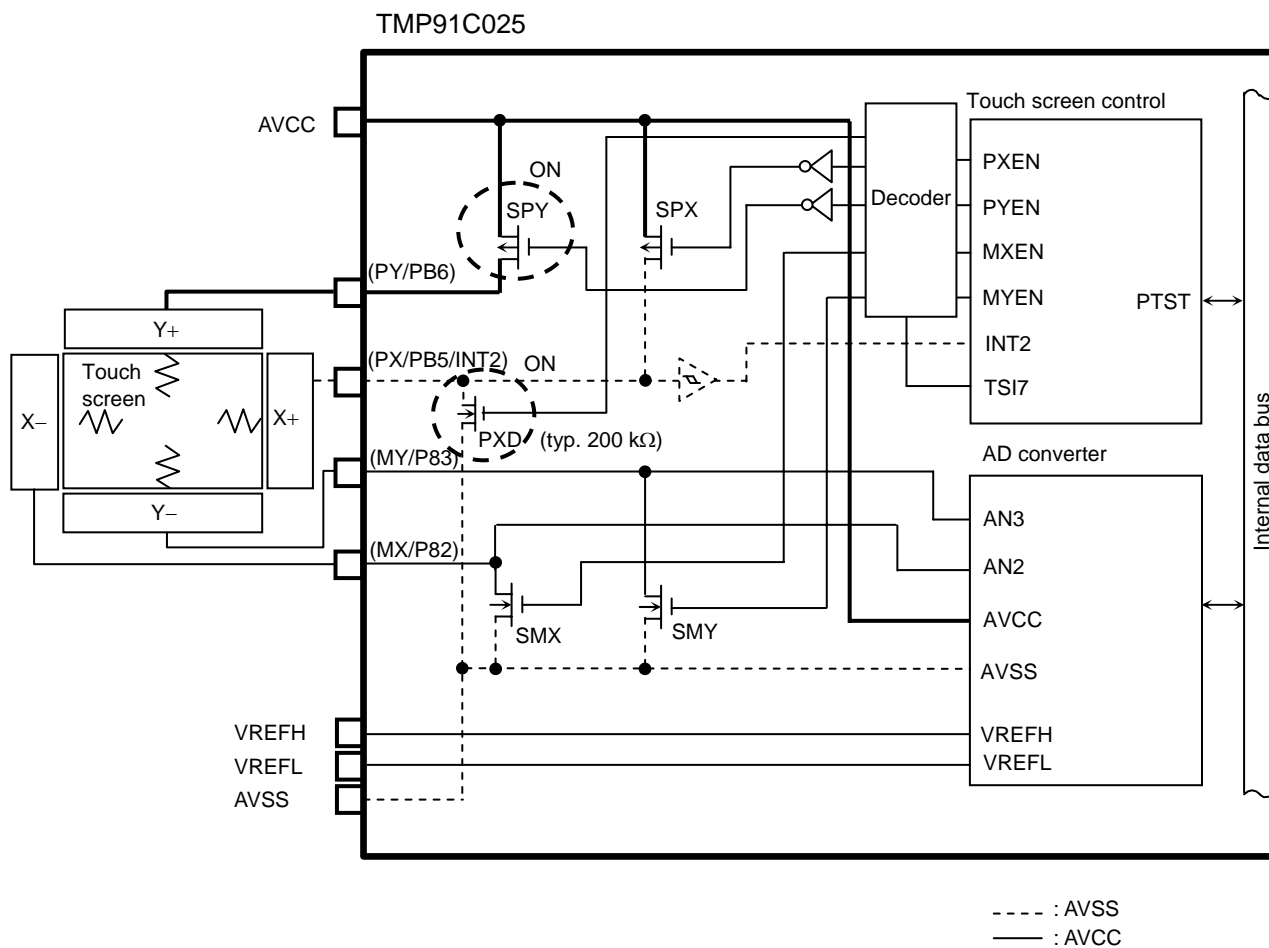 TMP91C025
AVCC
ON
SPY
SPX
Decoder
Touch screen control
PXEN
PYEN
MXEN
MYEN
PTST
INT2
TSI7
(PY/PB6)
Y+
(PX/PB5/INT2)
ON
Touch
screen
X−
X+
PXD
(typ. 200 kΩ)
(MY/P83)
Y−
(MX/P82)
SMX
SMY
AD converter
AN3
AN2
AVCC
AVSS
VREFH
VREFL
VREFH
VREFL
AVSS
Internal data bus
: AVSS
: AVCC